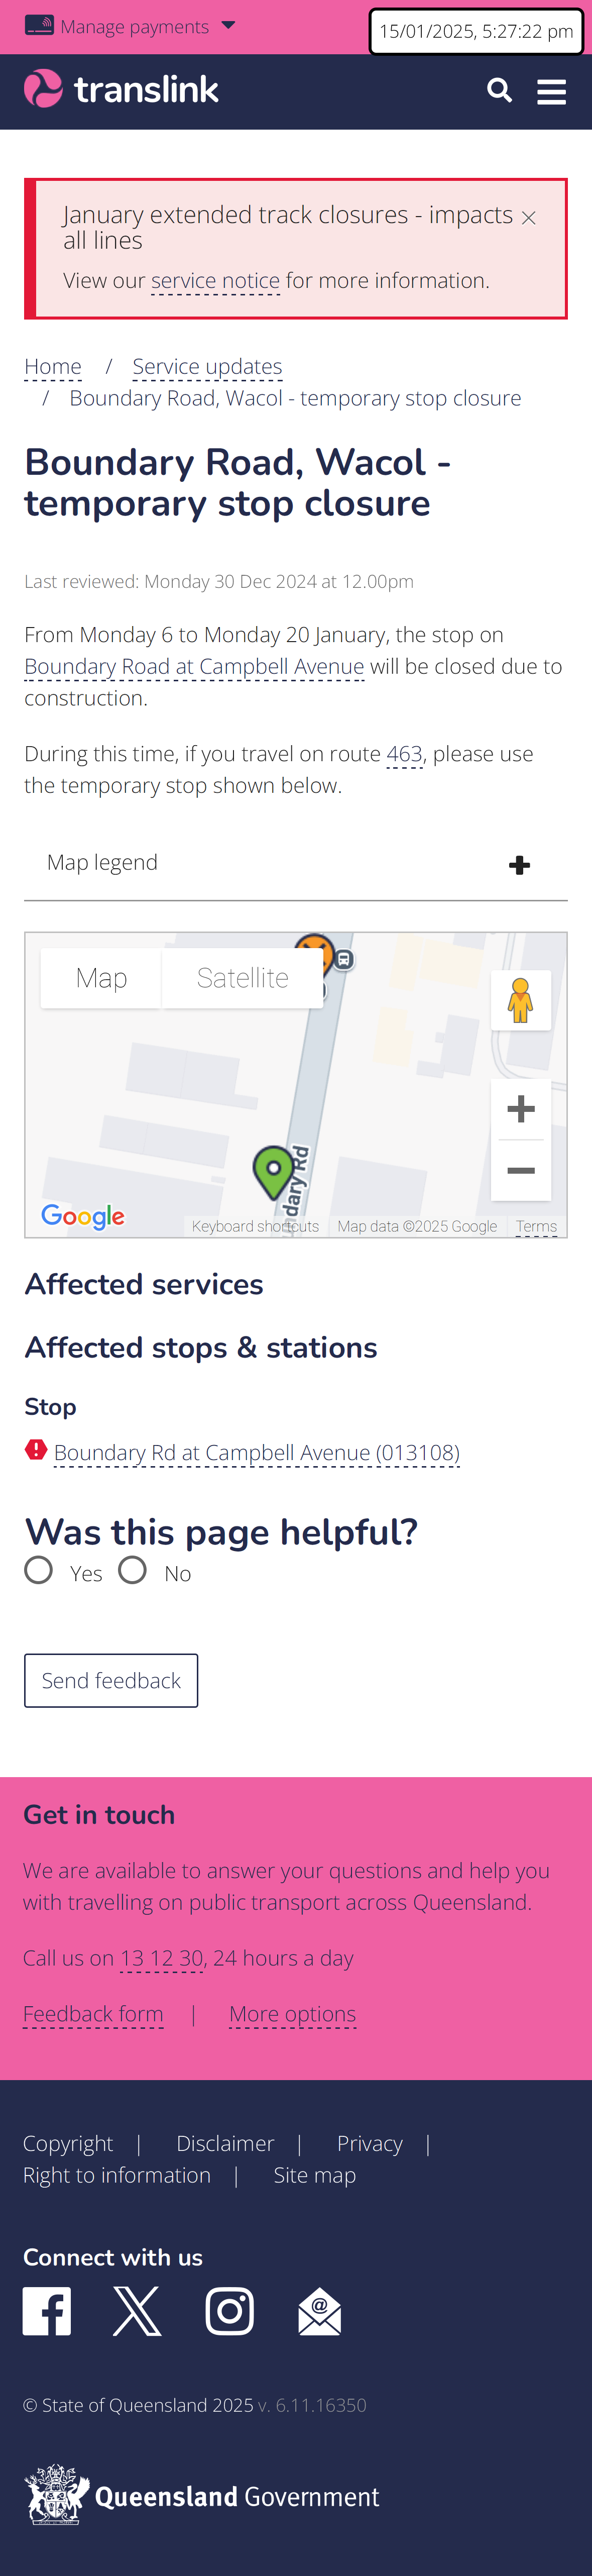 Manage payments
15/01/2025, 5:27:22 pm
translink
January extended track closures - impacts
all lines
View our service notice for more information.
Home / Service updates
/ Boundary Road, Wacol - temporary stop closure
Boundary Road, Wacol -
temporary stop closure
Last reviewed: Monday 30 Dec 2024 at 12.00pm
From Monday 6 to Monday 20 January, the stop on
Boundary Road at Campbell Avenue will be closed due to
construction.
During this time, if you travel on route 463, please use
the temporary stop shown below.
Map legend
Map Satellite
ndary Rd
Google
Keyboard shortcuts Map data ©2025 Google Terms
Affected services
Affected stops & stations
Stop
Boundary Rd at Campbell Avenue (013108)
Was this page helpful?
Yes No
Send feedback
Get in touch
We are available to answer your questions and help you
with travelling on public transport across Queensland.
Call us on 13 12 30, 24 hours a day
Feedback form | More options
Copyright | Disclaimer | Privacy |
Right to information | Site map
Connect with us
© State of Queensland 2025 v. 6.11.16350
Queensland Government